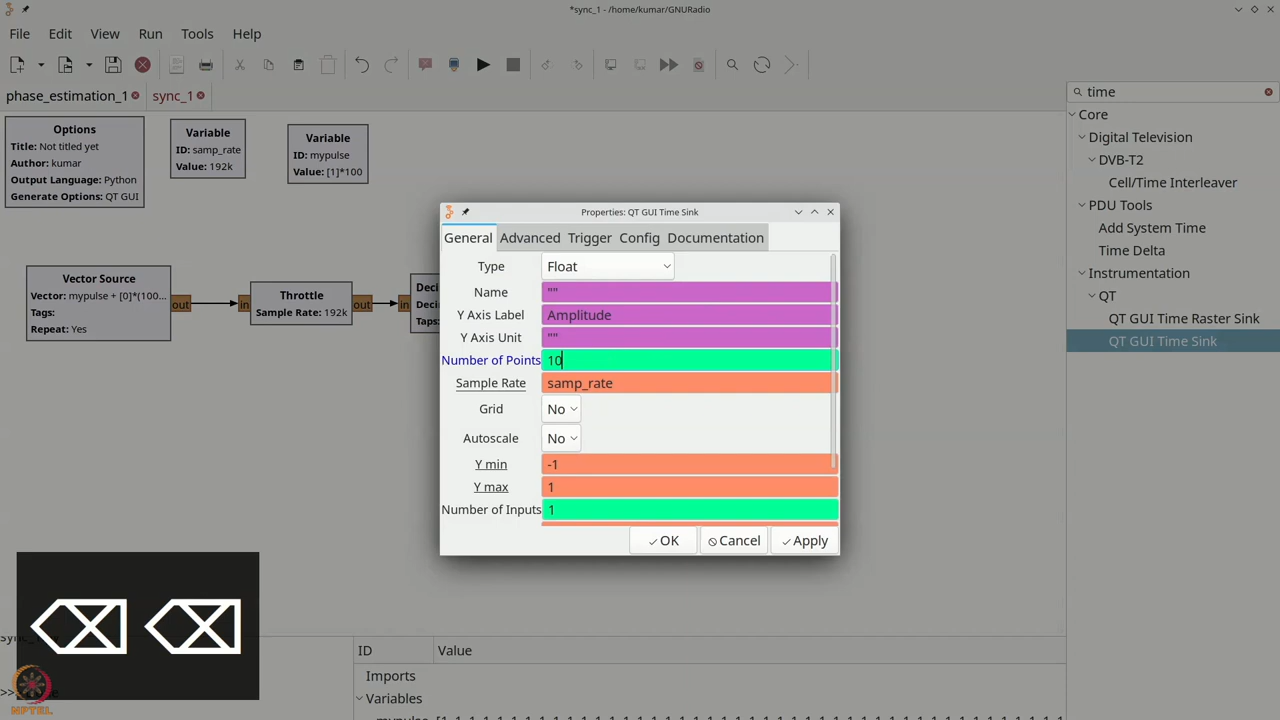 *sync_1 - /home/kumar/GNURadio
File Edit View Run Tools Help
phase_estimation_1 sync_1
time
Options
Title: Not titled yet
Author: kumar
Output Language: Python
Generate Options: QT GUI
Variable
ID: samp_rate
Value: 192k
Variable
ID: mypulse
Value: [1]*100
Vector Source
Vector: mypulse + [0]*(100...
Tags:
Repeat: Yes
out
in
Throttle
Sample Rate: 192k
out
in
Deci
Deci
Taps:
Properties: QT GUI Time Sink
General Advanced Trigger Config Documentation
Type Float
Name ""
Y Axis Label Amplitude
Y Axis Unit ""
Number of Points 10
Sample Rate samp_rate
Grid No
Autoscale No
Y min -1
Y max 1
Number of Inputs 1
OK Cancel Apply
Core
Digital Television
DVB-T2
Cell/Time Interleaver
PDU Tools
Add System Time
Time Delta
Instrumentation
QT
QT GUI Time Raster Sink
QT GUI Time Sink
ID Value
Imports
Variables
>>>
NPTEL